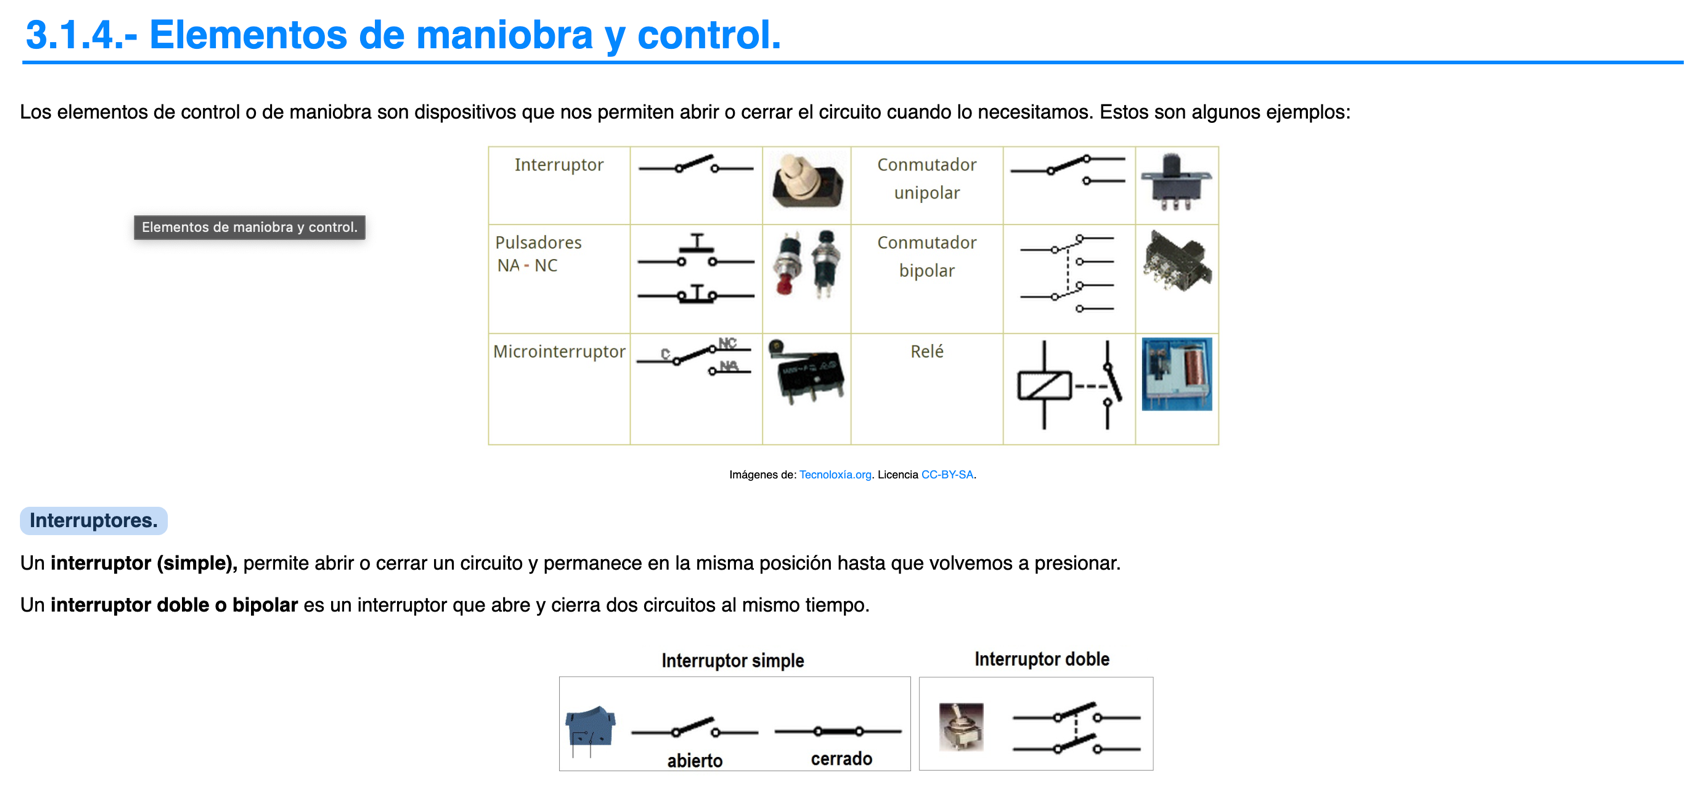 3.1.4.- Elementos de maniobra y control.
Los elementos de control o de maniobra son dispositivos que nos permiten abrir o cerrar el circuito cuando lo necesitamos. Estos son algunos ejemplos:
Interruptor
Conmutador
unipolar
Elementos de maniobra y control.
Pulsadores
NA - NC
Conmutador
bipolar
Microinterruptor
C
NC
NA
Relé
Imágenes de: Tecnoloxía.org. Licencia CC-BY-SA.
Interruptores.
Un interruptor (simple), permite abrir o cerrar un circuito y permanece en la misma posición hasta que volvemos a presionar.
Un interruptor doble o bipolar es un interruptor que abre y cierra dos circuitos al mismo tiempo.
Interruptor simple
Interruptor doble
abierto
cerrado